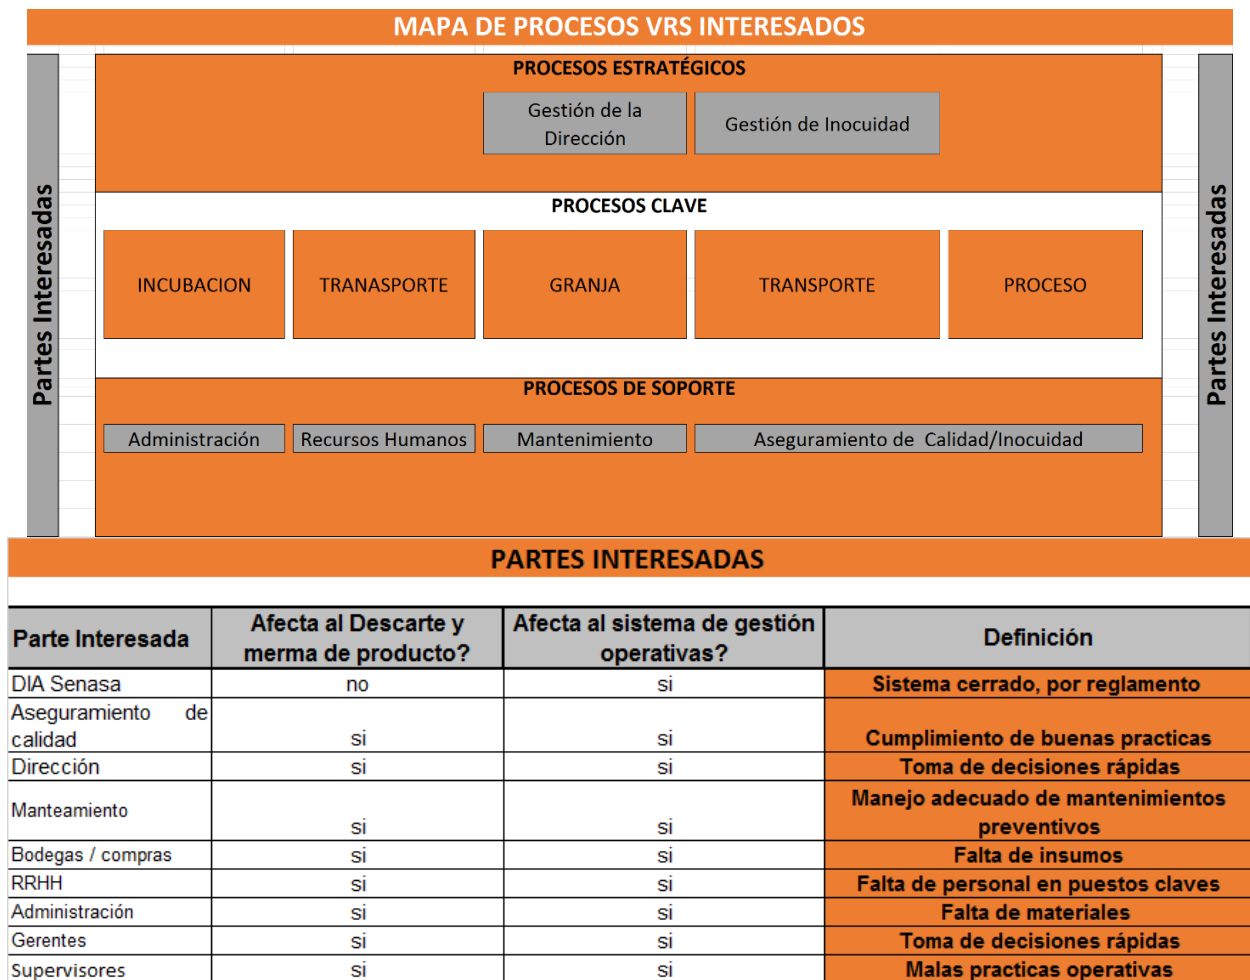 MAPA DE PROCESOS VRS INTERESADOS
Partes Interesadas
PROCESOS ESTRATÉGICOS
Gestión de la
Dirección
Gestión de Inocuidad
PROCESOS CLAVE
INCUBACION
TRANASPORTE
GRANJA
TRANSPORTE
PROCESO
PROCESOS DE SOPORTE
Administración
Recursos Humanos
Mantenimiento
Aseguramiento de Calidad/Inocuidad
Partes Interesadas
PARTES INTERESADAS
Parte Interesada
Afecta al Descarte y
merma de producto?
Afecta al sistema de gestión
operativas?
Definición
DIA Senasa
no
si
Sistema cerrado, por reglamento
Aseguramiento de
calidad
si
si
Cumplimiento de buenas practicas
Dirección
si
si
Toma de decisiones rápidas
Manteamiento
si
si
Manejo adecuado de mantenimientos
preventivos
Bodegas / compras
si
si
Falta de insumos
RRHH
si
si
Falta de personal en puestos claves
Administración
si
si
Falta de materiales
Gerentes
si
si
Toma de decisiones rápidas
Supervisores
si
si
Malas practicas operativas